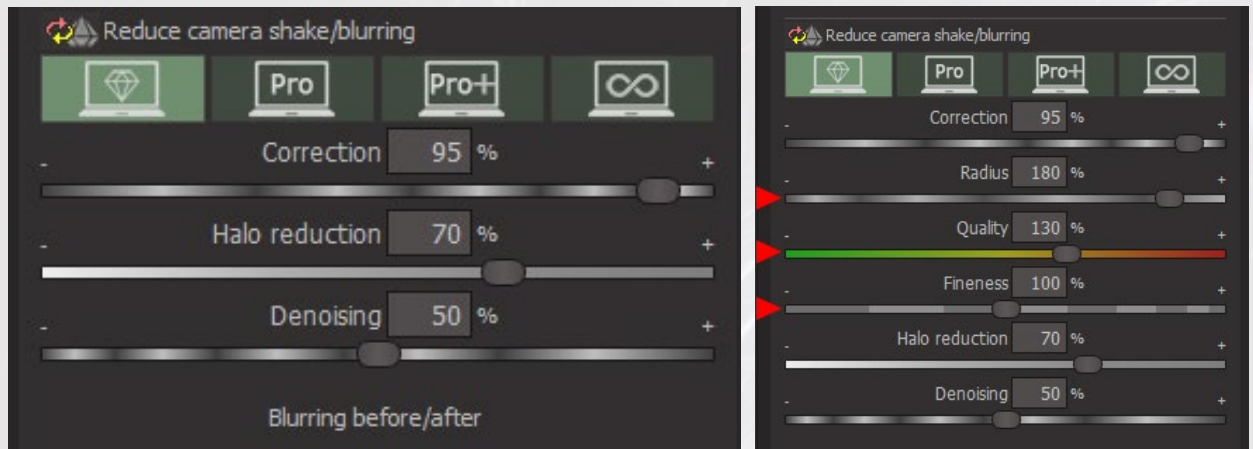 Reduce camera shake/blurring
Pro Pro+
- Correction 95 % +
- Halo reduction 70 % +
- Denoising 50 % +
Blurring before/after
Reduce camera shake/blurring
Pro Pro+
- Correction 95 % +
- Radius 180 % +
- Quality 130 % +
- Fineness 100 % +
- Halo reduction 70 % +
- Denoising 50 % +